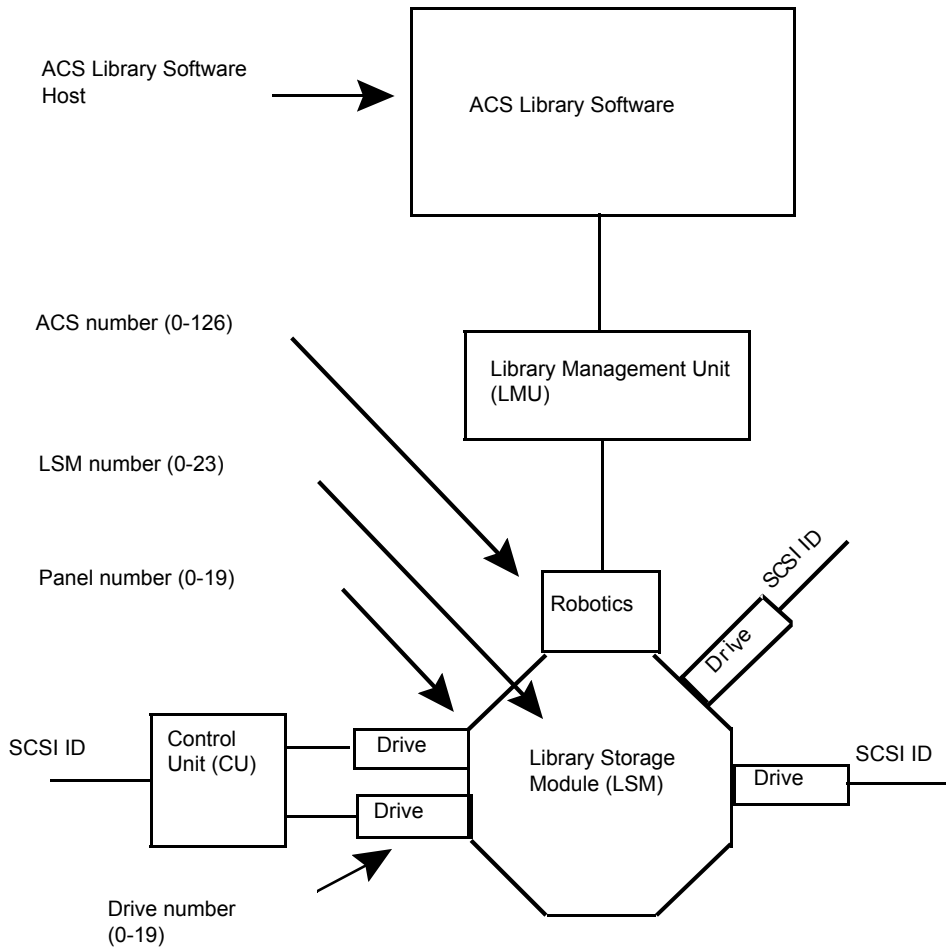 ACS Library Software
Host
ACS Library Software
ACS number (0-126)
Library Management Unit
(LMU)
LSM number (0-23)
Panel number (0-19)
Robotics
SCSI ID
Drive
SCSI ID
Control
Unit (CU)
Drive
Drive
Library Storage
Module (LSM)
Drive
SCSI ID
Drive number
(0-19)